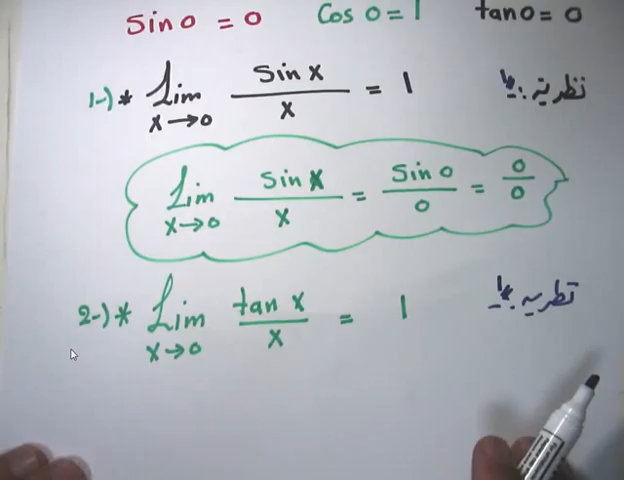 Sin 0 = 0 Cos 0 = 1 tan 0 = 0
1-)* Lim x→0 Sin x / x = 1 نظرية :*
Lim x→0 Sin x / x = Sin 0 / 0 = 0 / 0
2-)* Lim x→0 tan x / x = 1 نظريه :*